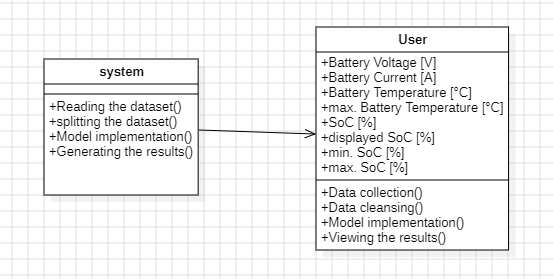 system
+Reading the dataset()
+splitting the dataset()
+Model implementation()
+Generating the results()
User
+Battery Voltage [V]
+Battery Current [A]
+Battery Temperature [°C]
+max. Battery Temperature [°C]
+SoC [%]
+displayed SoC [%]
+min. SoC [%]
+max. SoC [%]
+Data collection()
+Data cleansing()
+Model implementation()
+Viewing the results()